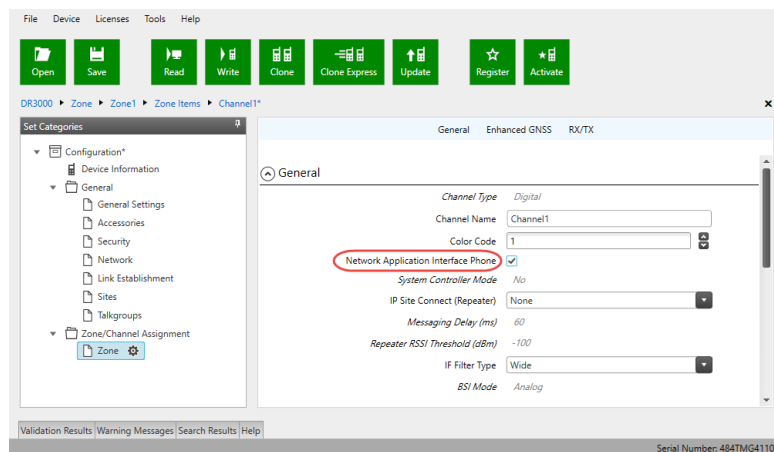 File Device Licenses Tools Help
Open Save Read Write Clone Clone Express Update Register Activate
DR3000 Zone Zone1 Zone Items Channel1*
Set Categories
General Enhanced GNSS RX/TX
Configuration*
Device Information
General
General Settings
Accessories
Security
Network
Link Establishment
Sites
Talkgroups
Zone/Channel Assignment
Zone
General
Channel Type Digital
Channel Name Channel1
Color Code 1
Network Application Interface Phone
System Controller Mode No
IP Site Connect (Repeater) None
Messaging Delay (ms) 60
Repeater RSSI Threshold (dBm) -100
IF Filter Type Wide
BSI Mode Analog
Validation Results Warning Messages Search Results Help
Serial Number: 484TMG4110